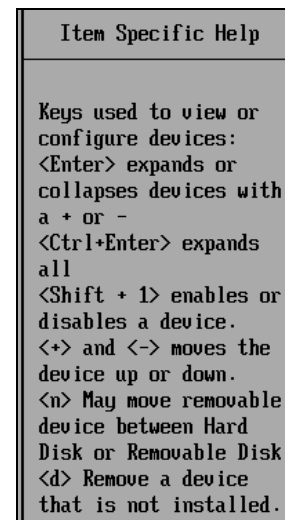 Item Specific Help
Keys used to view or
configure devices:
<Enter> expands or
collapses devices with
a + or -
<Ctrl+Enter> expands
all
<Shift + 1> enables or
disables a device.
<+> and <-> moves the
device up or down.
<n> May move removable
device between Hard
Disk or Removable Disk
<d> Remove a device
that is not installed.